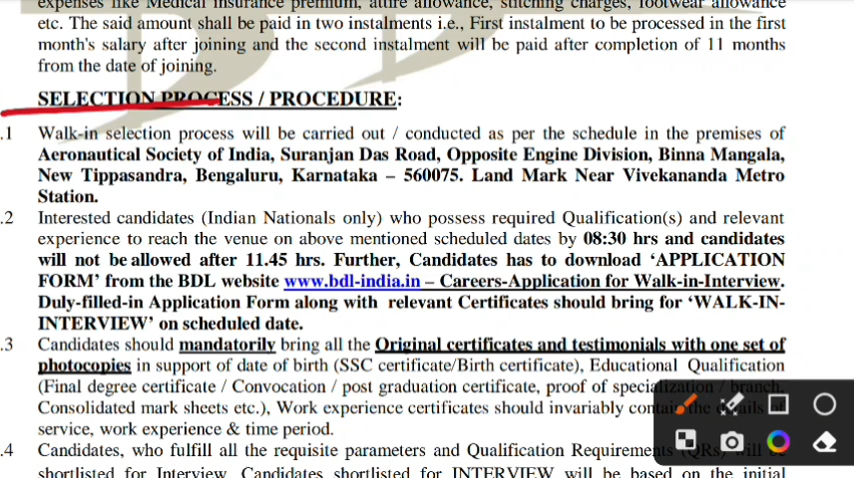 expenses like Medical insurance premium, attire allowance, stitching charges, footwear allowance
etc. The said amount shall be paid in two instalments i.e., First instalment to be processed in the first
month's salary after joining and the second instalment will be paid after completion of 11 months
from the date of joining.
SELECTION PROCESS / PROCEDURE:
.1 Walk-in selection process will be carried out / conducted as per the schedule in the premises of
Aeronautical Society of India, Suranjan Das Road, Opposite Engine Division, Binna Mangala,
New Tippasandra, Bengaluru, Karnataka – 560075. Land Mark Near Vivekananda Metro
Station.
.2 Interested candidates (Indian Nationals only) who possess required Qualification(s) and relevant
experience to reach the venue on above mentioned scheduled dates by 08:30 hrs and candidates
will not be allowed after 11.45 hrs. Further, Candidates has to download ‘APPLICATION
FORM’ from the BDL website www.bdl-india.in – Careers-Application for Walk-in-Interview.
Duly-filled-in Application Form along with relevant Certificates should bring for ‘WALK-IN-
INTERVIEW’ on scheduled date.
.3 Candidates should mandatorily bring all the Original certificates and testimonials with one set of
photocopies in support of date of birth (SSC certificate/Birth certificate), Educational Qualification
(Final degree certificate / Convocation / post graduation certificate, proof of specialization / branch,
Consolidated mark sheets etc.), Work experience certificates should invariably contain the details of
service, work experience & time period.
.4 Candidates, who fulfill all the requisite parameters and Qualification Requirements (QRs) will be
shortlisted for Interview. Candidates shortlisted for INTERVIEW will be based on the initial